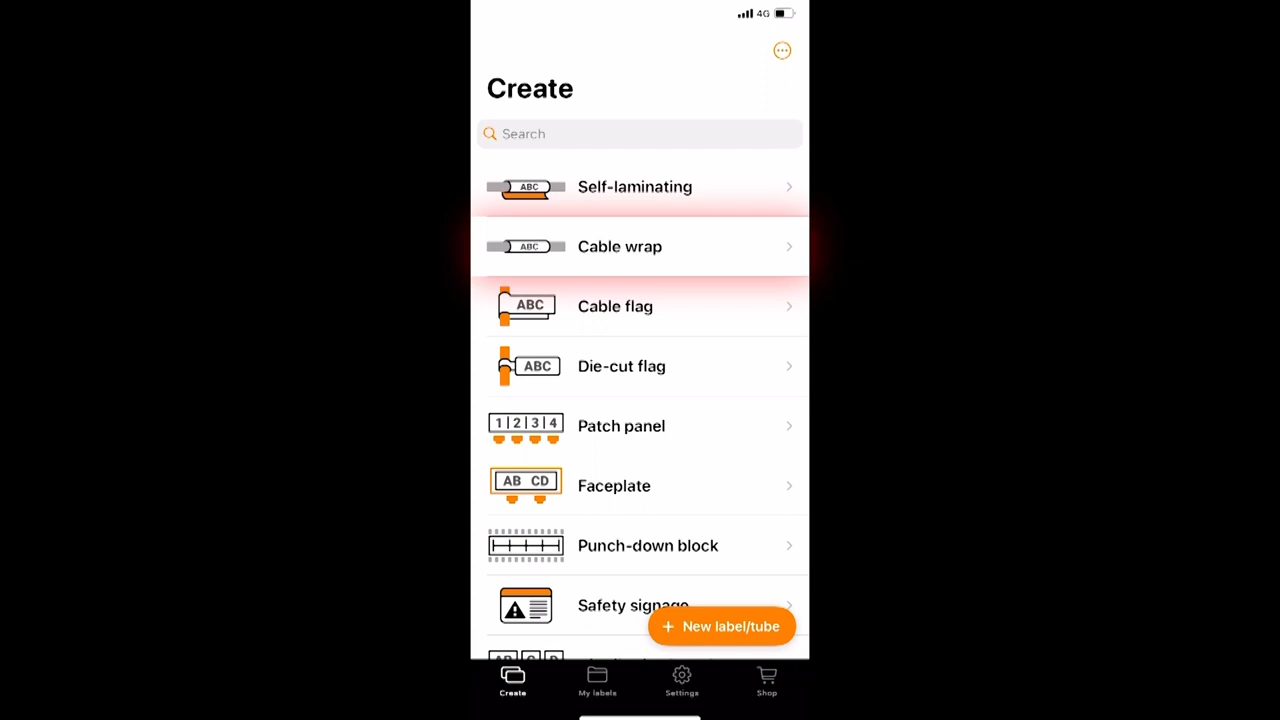 4G
Create
Search
ABC
Self-laminating
ABC
Cable wrap
ABC
Cable flag
ABC
Die-cut flag
1 2 3 4
Patch panel
AB CD
Faceplate
Punch-down block
Safety signage
+ New label/tube
Create
My labels
Settings
Shop